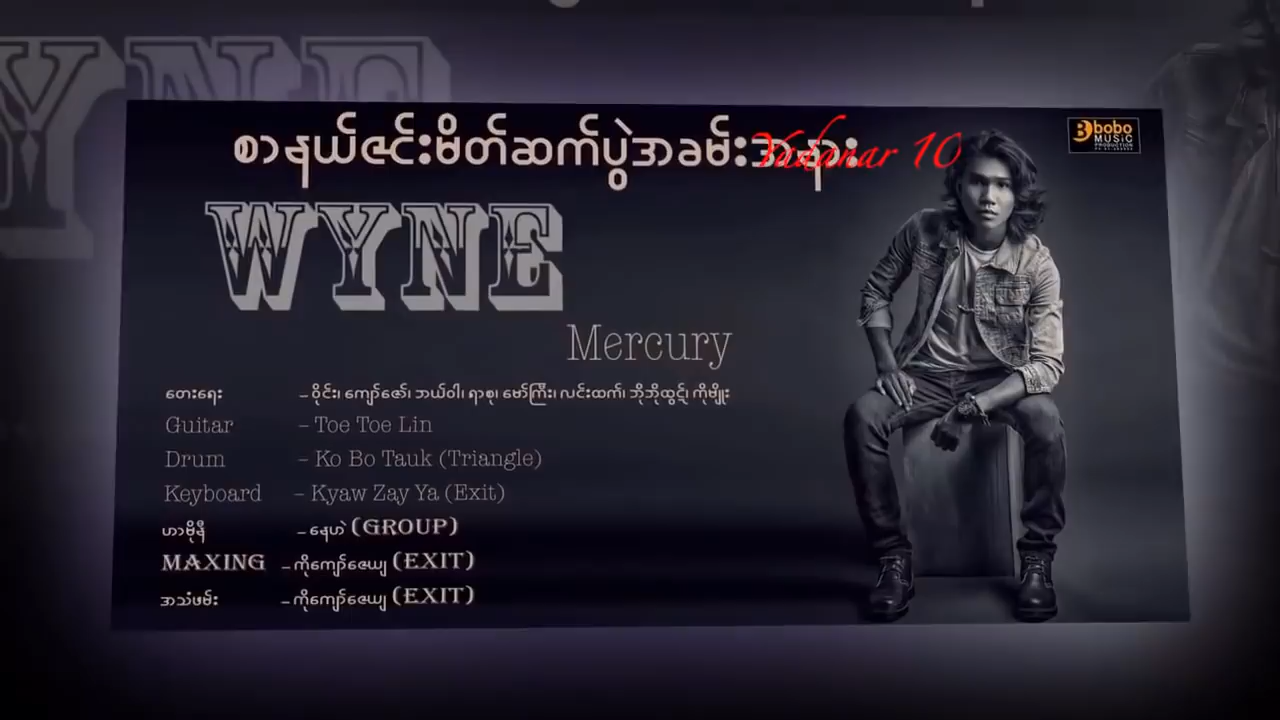 စာနယ်ဇင်းမိတ်ဆက်ပွဲအခမ်းအနား
Yadanar 10
bobo
MUSIC
PRODUCTION
WYNE
Mercury
တေးရေး – ဝိုင်း၊ ကျော်ဇော်၊ ဘယ်ဝါ၊ ရာစု၊ ဇော်ကြီး၊ လင်းထက်၊ ဘိုဘိုထွဋ်၊ ကိုမျိုး
Guitar – Toe Toe Lin
Drum – Ko Bo Tauk (Triangle)
Keyboard – Kyaw Zay Ya (Exit)
ဟာမိုနီ – နေဟဲ (GROUP)
MAXING – ကိုကျော်ဇေယျ (EXIT)
အသံဖမ်း – ကိုကျော်ဇေယျ (EXIT)